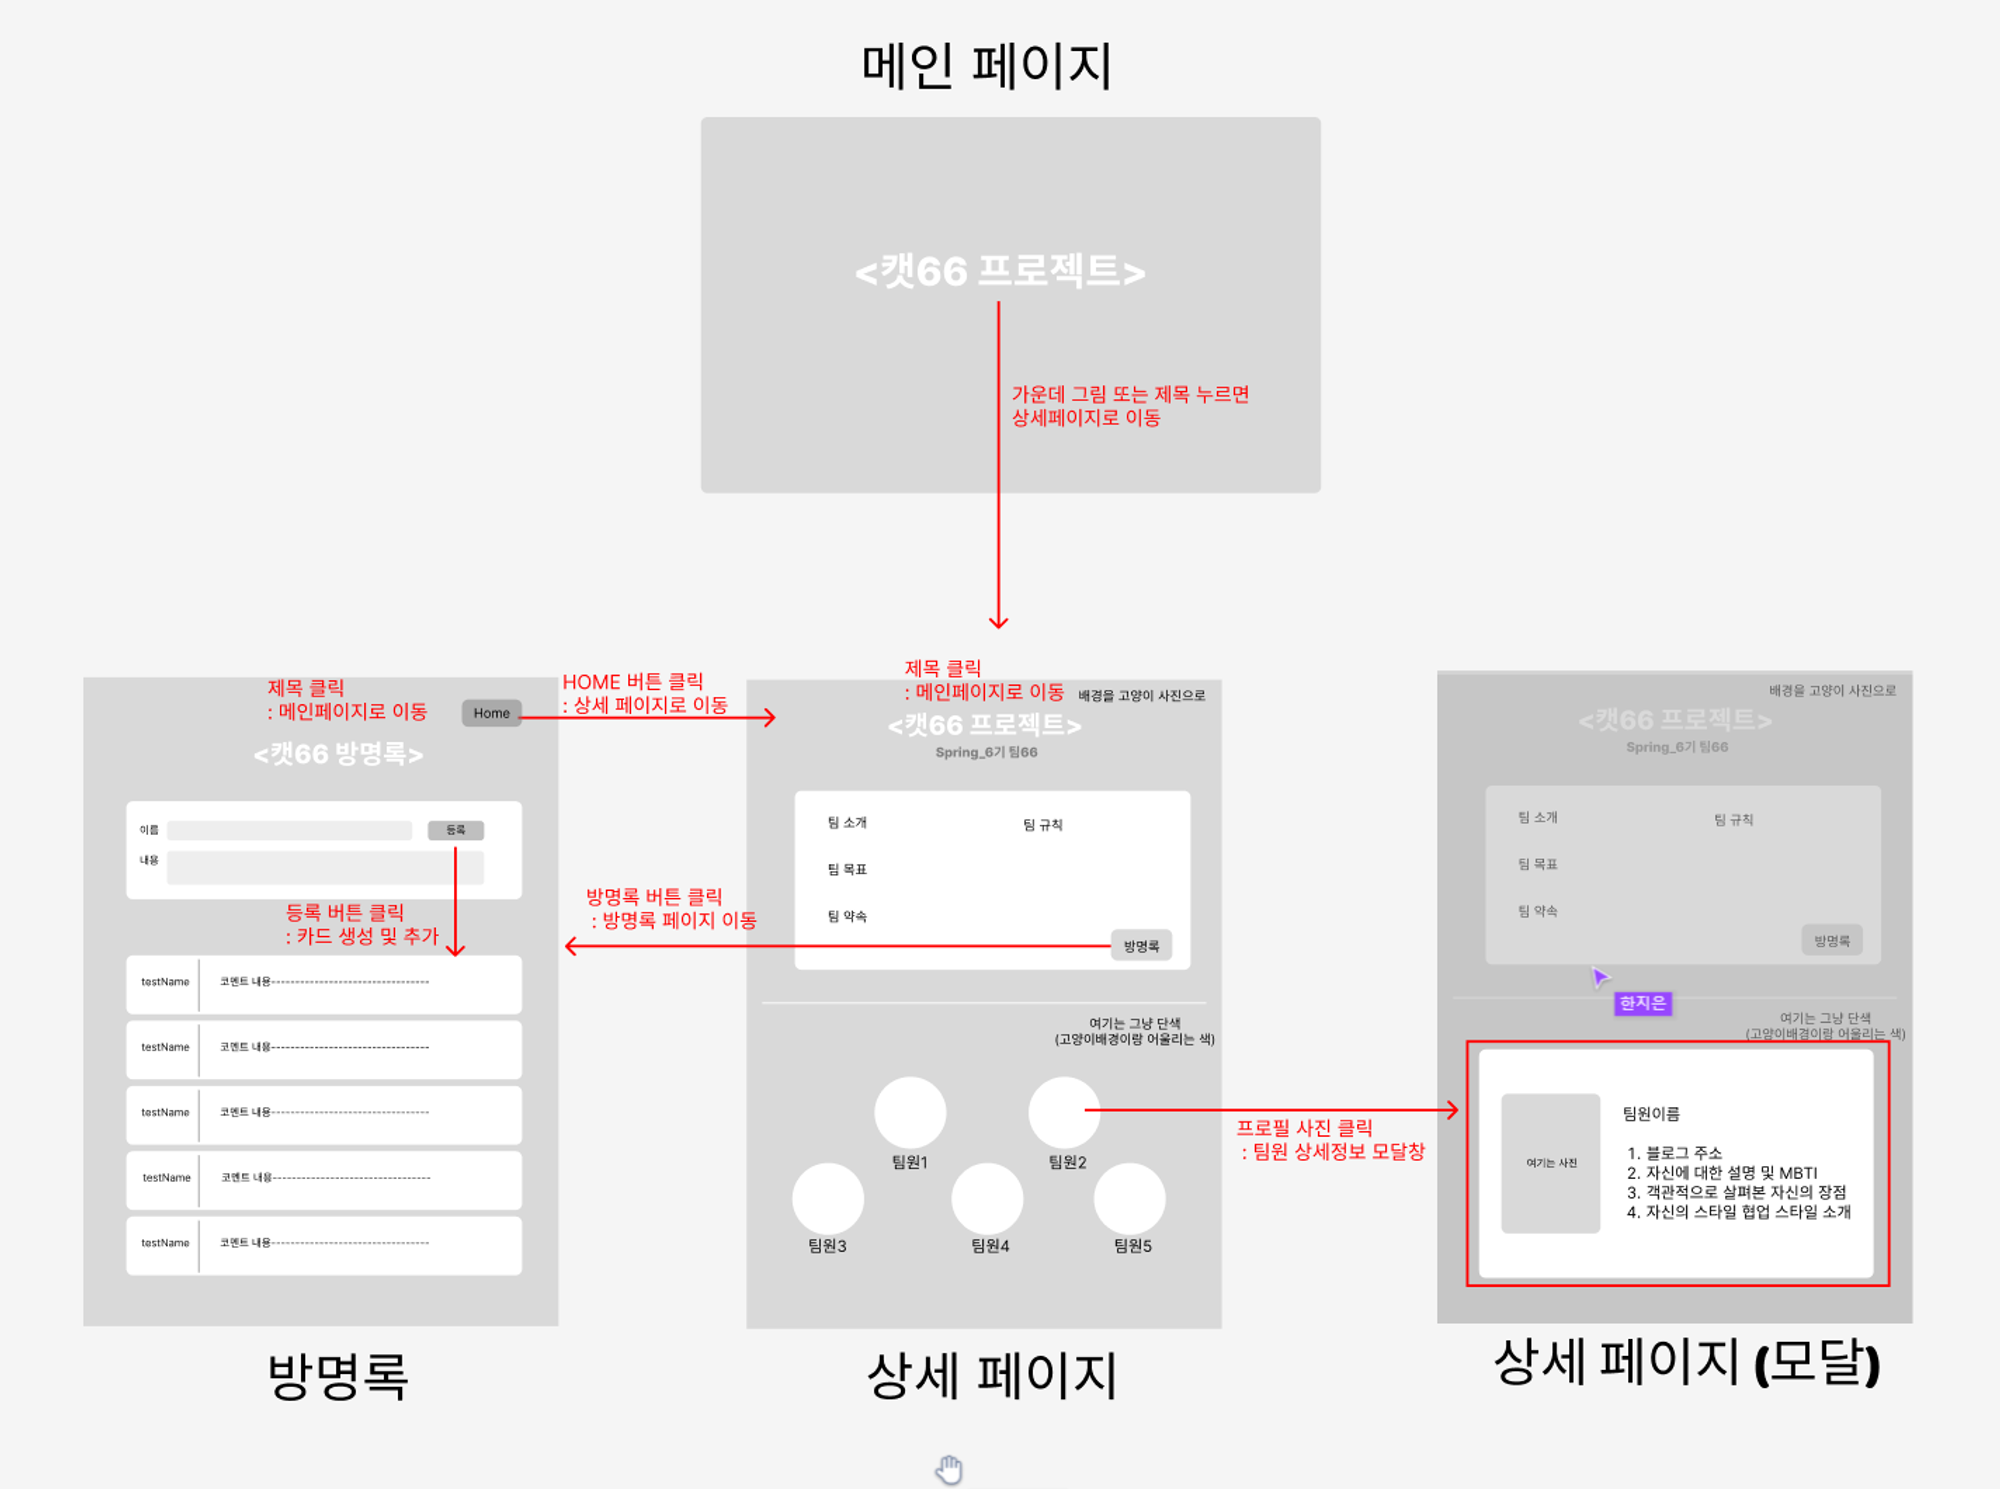 메인 페이지
<캣66 프로젝트>
가운데 그림 또는 제목 누르면
상세페이지로 이동
제목 클릭
: 메인페이지로 이동
Home
<캣66 방명록>
이름
등록
내용
등록 버튼 클릭
: 카드 생성 및 추가
testName
코멘트 내용---------------------------------
testName
코멘트 내용---------------------------------
testName
코멘트 내용---------------------------------
testName
코멘트 내용---------------------------------
testName
코멘트 내용---------------------------------
방명록
HOME 버튼 클릭
: 상세 페이지로 이동
방명록 버튼 클릭
: 방명록 페이지 이동
제목 클릭
: 메인페이지로 이동
배경을 고양이 사진으로
<캣66 프로젝트>
Spring_6기 팀66
팀 소개
팀 규칙
팀 목표
팀 약속
방명록
여기는 그냥 단색
(고양이배경이랑 어울리는 색)
팀원1
팀원2
팀원3
팀원4
팀원5
상세 페이지
프로필 사진 클릭
: 팀원 상세정보 모달창
배경을 고양이 사진으로
<캣66 프로젝트>
Spring_6기 팀66
팀 소개
팀 규칙
팀 목표
팀 약속
방명록
한지은
여기는 그냥 단색
(고양이배경이랑 어울리는 색)
여기는 사진
팀원이름
1. 블로그 주소
2. 자신에 대한 설명 및 MBTI
3. 객관적으로 살펴본 자신의 장점
4. 자신의 스타일 협업 스타일 소개
상세 페이지 (모달)